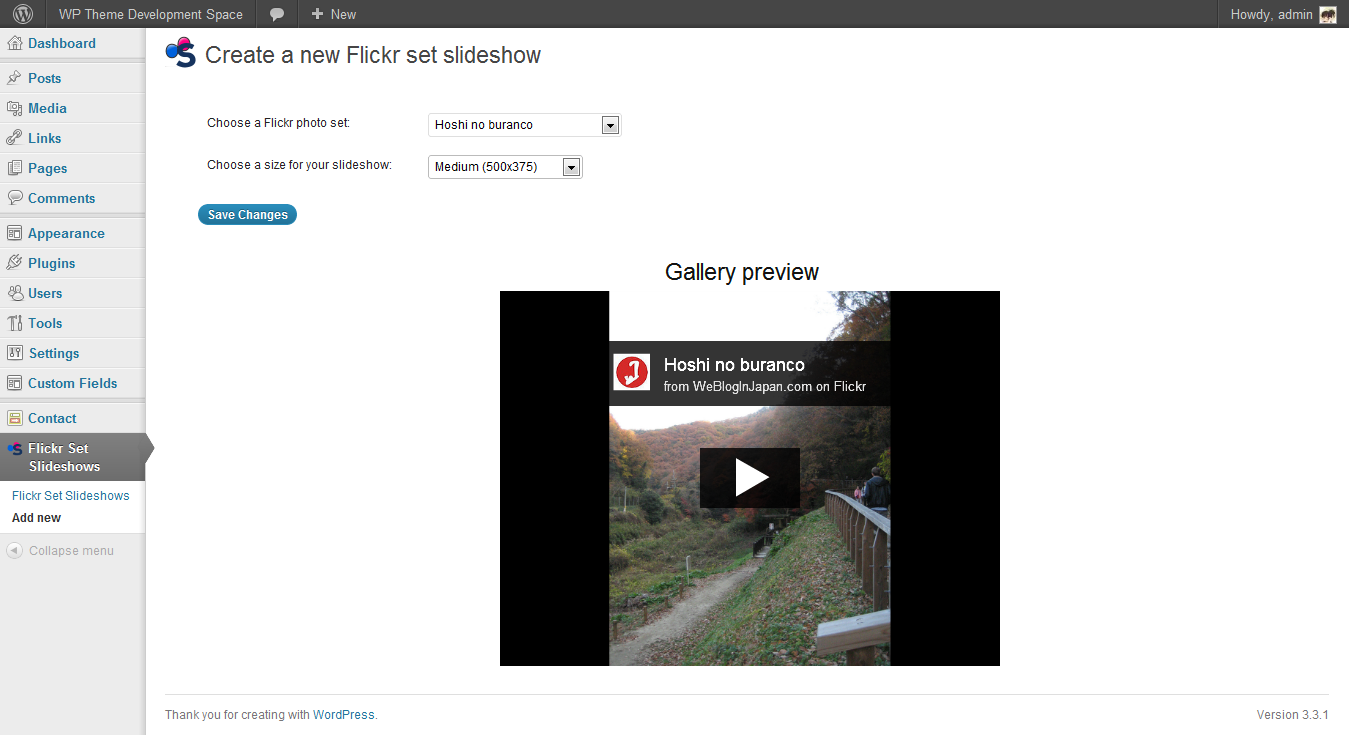 WP Theme Development Space
New
Howdy, admin
Dashboard
Posts
Media
Links
Pages
Comments
Appearance
Plugins
Users
Tools
Settings
Custom Fields
Contact
Flickr Set
Slideshows
Flickr Set Slideshows
Add new
Collapse menu
Create a new Flickr set slideshow
Choose a Flickr photo set:
Hoshi no buranco
Choose a size for your slideshow:
Medium (500x375)
Save Changes
Gallery preview
Hoshi no buranco
from WeBlogInJapan.com on Flickr
Thank you for creating with WordPress.
Version 3.3.1